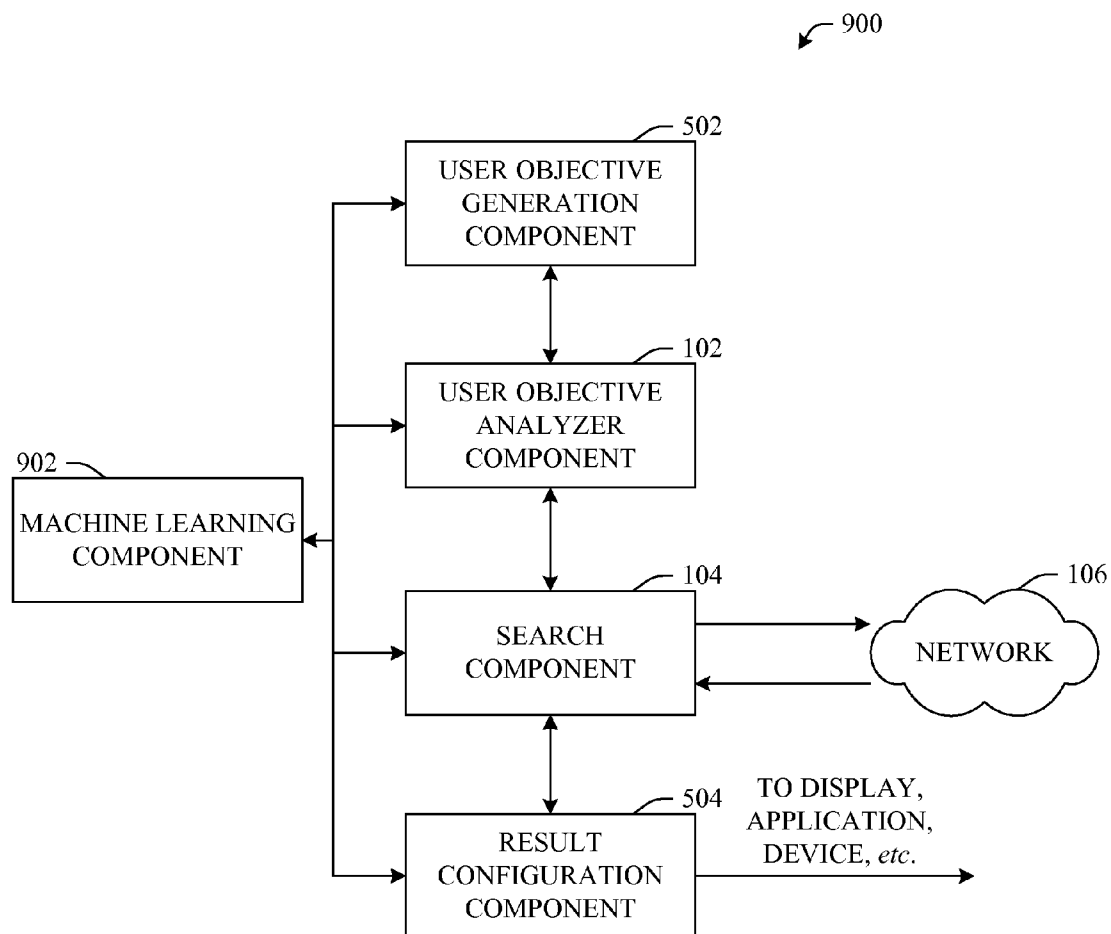 900
502
USER OBJECTIVE
GENERATION
COMPONENT
102
USER OBJECTIVE
ANALYZER
COMPONENT
902
MACHINE LEARNING
COMPONENT
104
SEARCH
COMPONENT
106
NETWORK
504
RESULT
CONFIGURATION
COMPONENT
TO DISPLAY,
APPLICATION,
DEVICE, etc.